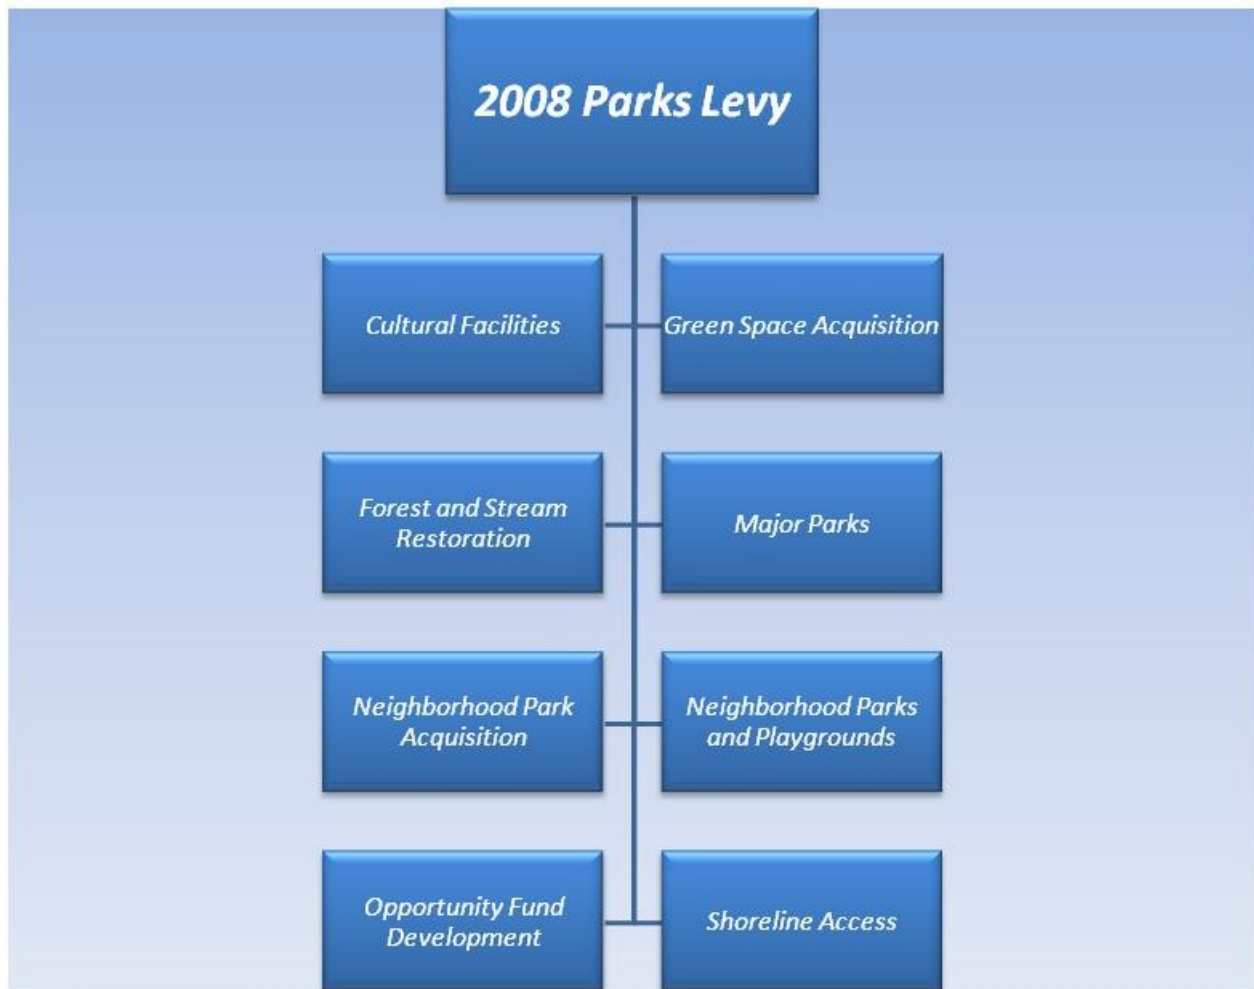 2008 Parks Levy
Cultural Facilities
Green Space Acquisition
Forest and Stream
Restoration
Major Parks
Neighborhood Park
Acquisition
Neighborhood Parks
and Playgrounds
Opportunity Fund
Development
Shoreline Access